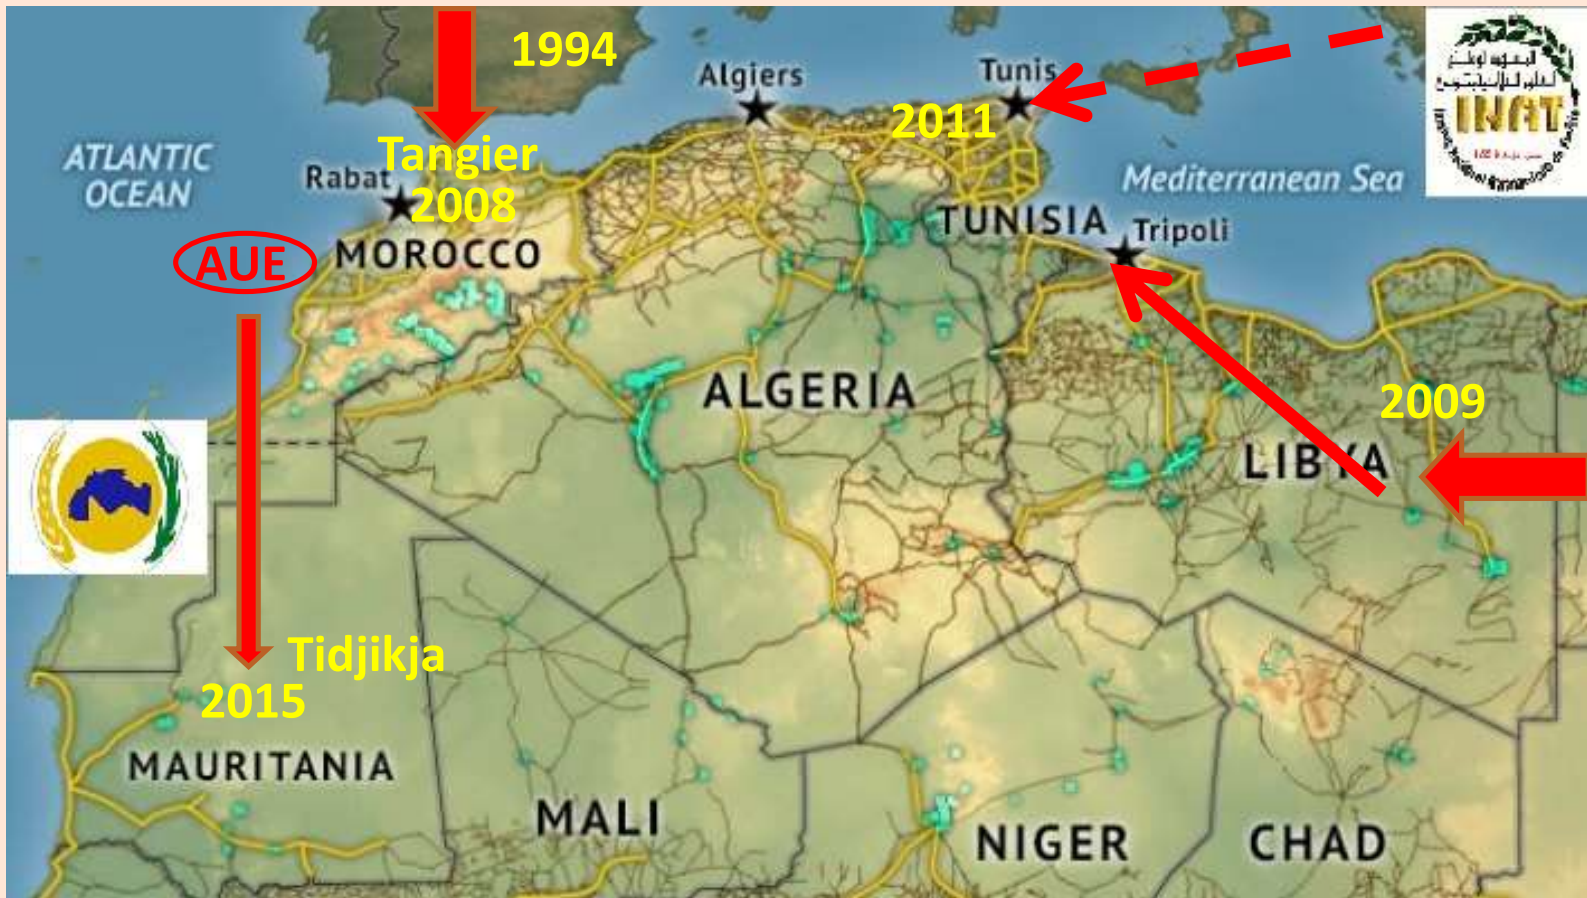 1994
Algiers
Tunis
2011
ATLANTIC
OCEAN
Tangier
Rabat
2008
Mediterranean Sea
INAT
TUNISIA
Tripoli
MOROCCO
AUE
ALGERIA
2009
LIBYA
Tidjikja
2015
MAURITANIA
MALI
NIGER
CHAD